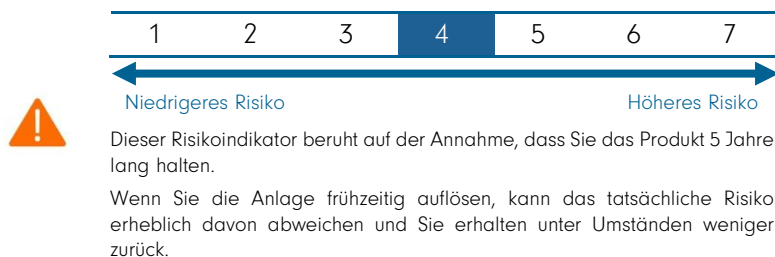 1 2 3 4 5 6 7
Niedrigeres Risiko Höheres Risiko
Dieser Risikoindikator beruht auf der Annahme, dass Sie das Produkt 5 Jahre
lang halten.
Wenn Sie die Anlage frühzeitig auflösen, kann das tatsächliche Risiko
erheblich davon abweichen und Sie erhalten unter Umständen weniger
zurück.